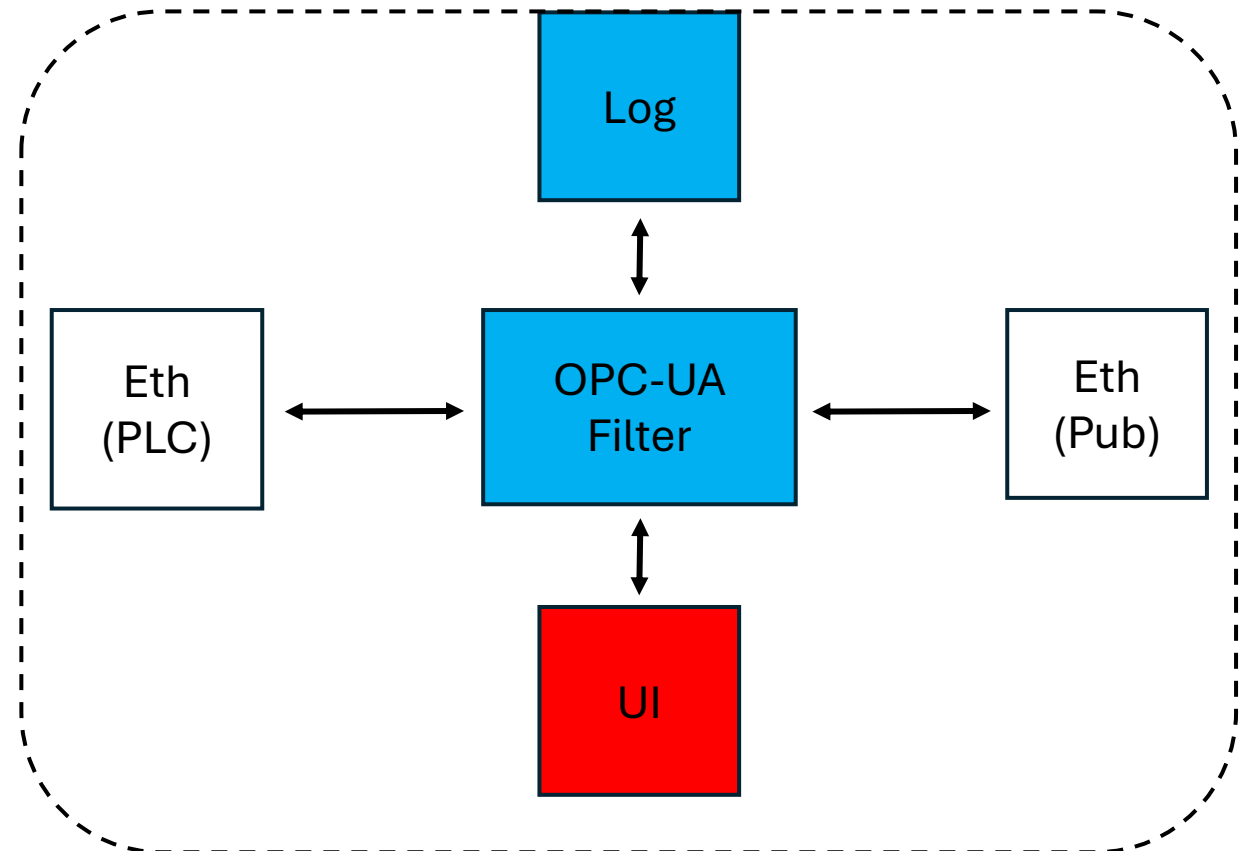 Log
Eth
(PLC)
OPC-UA
Filter
Eth
(Pub)
UI